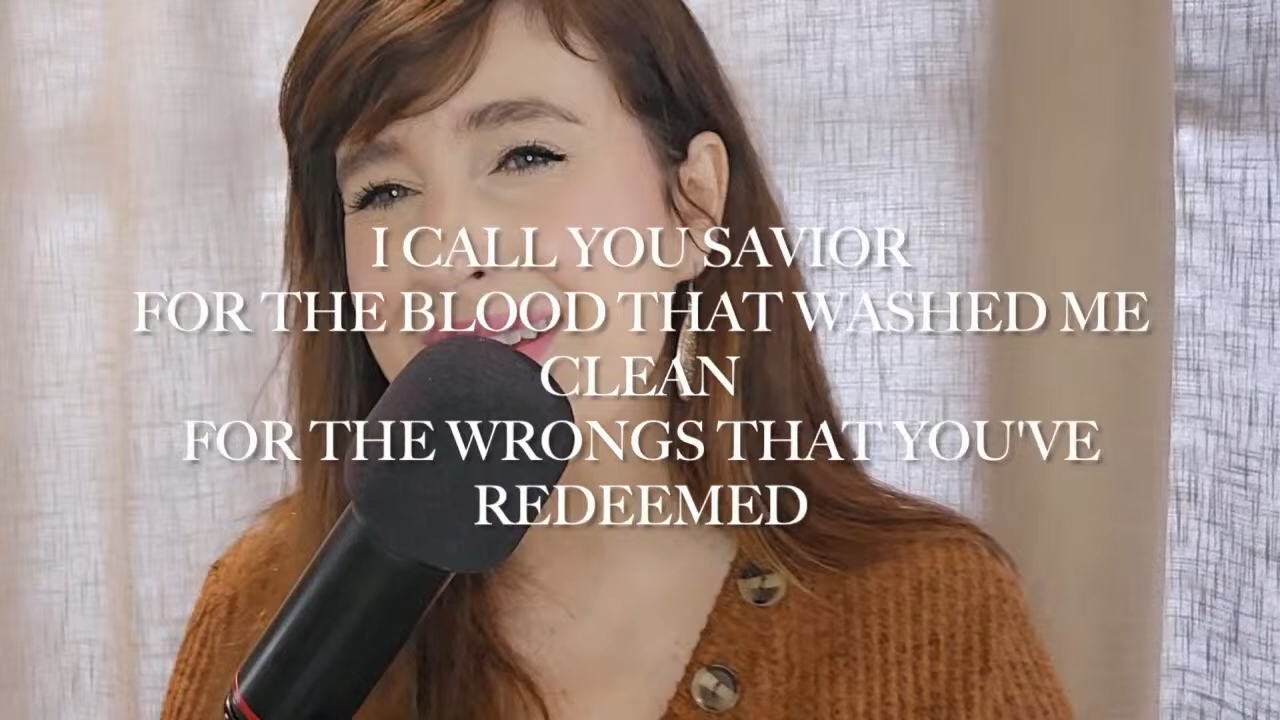 I CALL YOU SAVIOR
FOR THE BLOOD THAT WASHED ME
CLEAN
FOR THE WRONGS THAT YOU'VE
REDEEMED